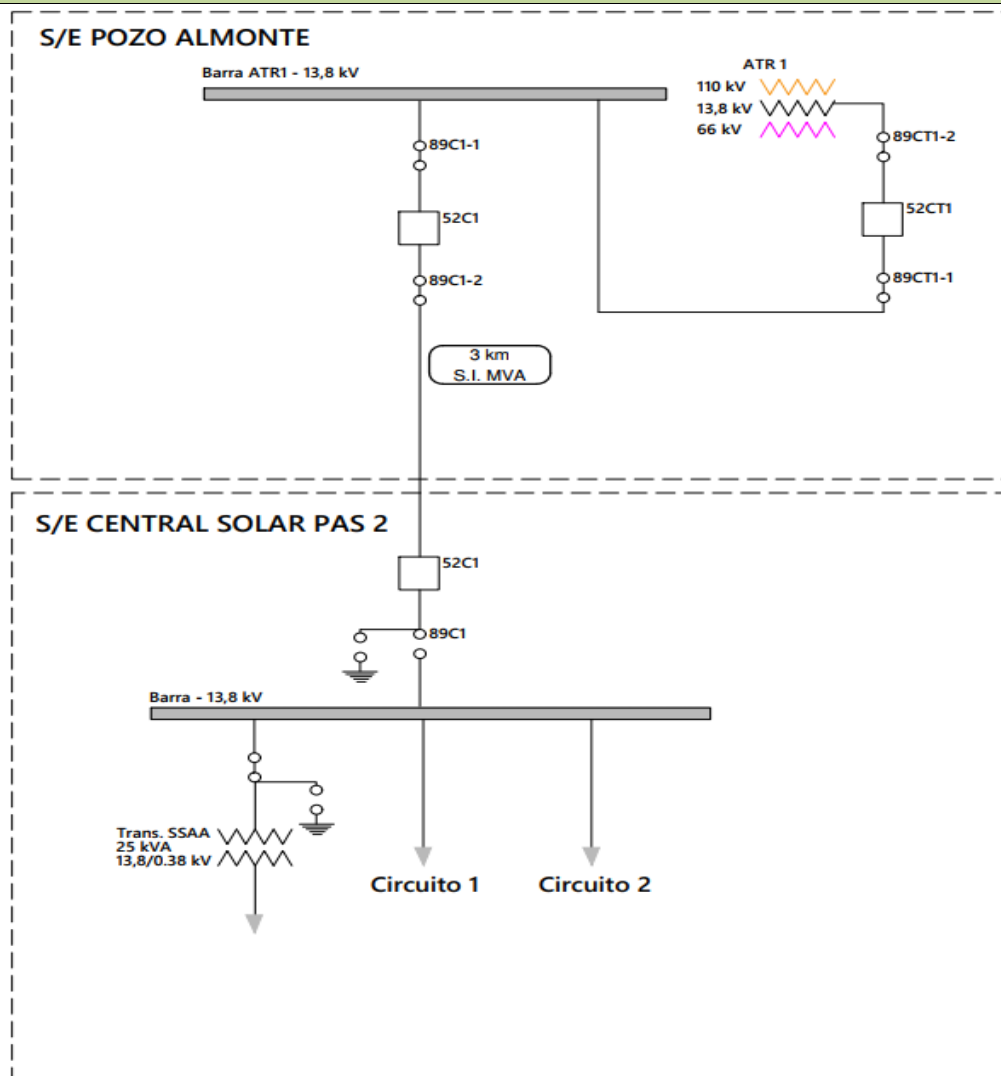 S/E POZO ALMONTE
Barra ATR1 - 13,8 kV
ATR 1
110 kV
13,8 kV
66 kV
89C1-1
89CT1-2
52C1
52CT1
89C1-2
89CT1-1
3 km
S.I. MVA
S/E CENTRAL SOLAR PAS 2
52C1
89C1
Barra - 13,8 kV
Trans. SSAA
25 kVA
13,8/0.38 kV
Circuito 1
Circuito 2